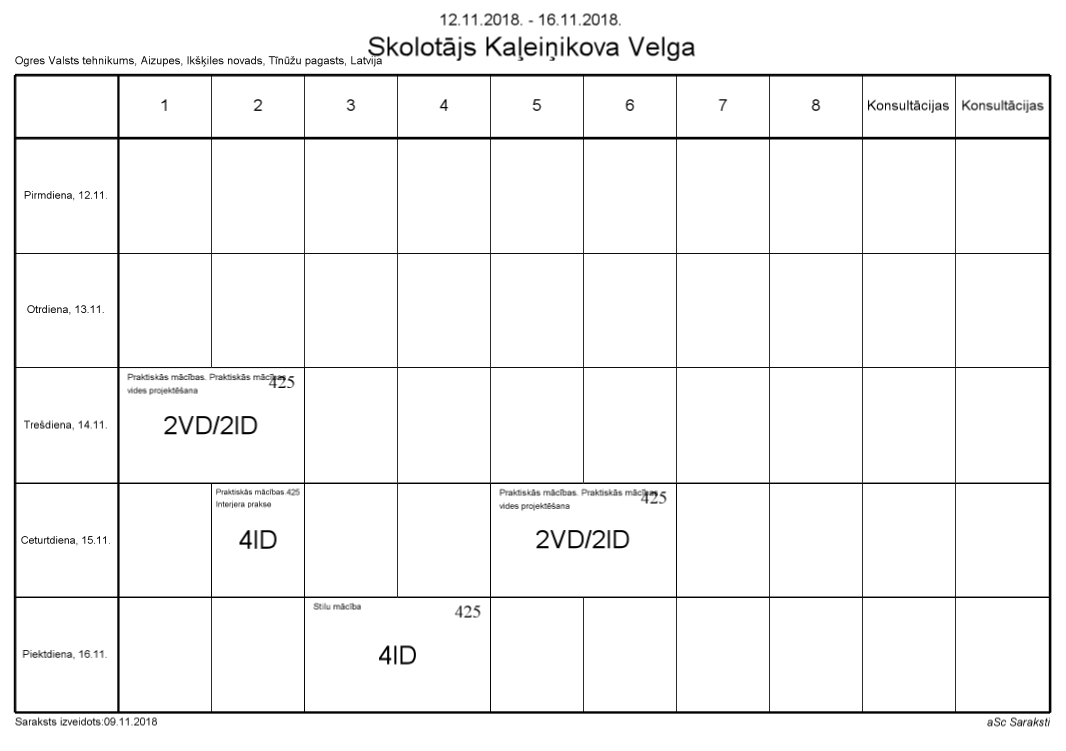 12.11.2018. - 16.11.2018.
Skolotājs Kaļeiņikova Velga
Ogres Valsts tehnikums, Aizupes, Ikšķiles novads, Tīnūžu pagasts, Latvija
1 2 3 4 5 6 7 8 Konsultācijas Konsultācijas
Pirmdiena, 12.11.
Otrdiena, 13.11.
Trešdiena, 14.11.
Praktiskās mācības. Praktiskās mācības 425
vides projektēšana
2VD/2ID
Ceturtdiena, 15.11.
Praktiskās mācības. 425
Interjera prakse
4ID
Praktiskās mācības. Praktiskās mācības 425
vides projektēšana
2VD/2ID
Piektdiena, 16.11.
Stilu mācība 425
4ID
Saraksts izveidots:09.11.2018
aSc Saraksti